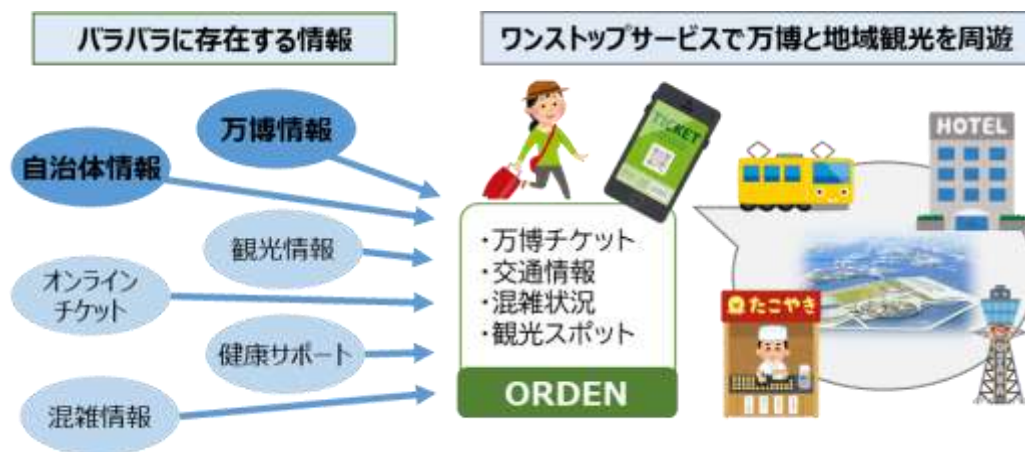 バラバラに存在する情報
ワンストップサービスで万博と地域観光を周遊
万博情報
自治体情報
観光情報
オンライン
チケット
健康サポート
混雑情報
TICKET
・万博チケット
・交通情報
・混雑状況
・観光スポット
ORDEN
HOTEL
たこやき